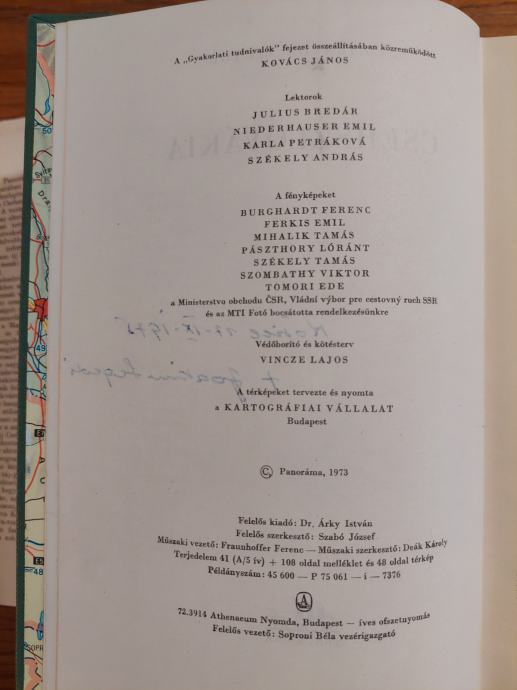 A „Gyakorlati tudnivalók” fejezet összeállításában közreműködött
KOVÁCS JÁNOS
Lektorok
JULIUS BREDÁR
NIEDERHAUSER EMIL
KARLA PETRÁKOVÁ
SZÉKELY ANDRÁS
A fényképeket
BURGHARDT FERENC
FERKIS EMIL
MIHALIK TAMÁS
PÁSZTHORY LÓRÁNT
SZÉKELY TAMÁS
SZOMBATHY VIKTOR
TOMORI EDE
a Ministerstvo obchodu ČSR, Vládní výbor pre cestovný ruch SSR
és az MTI Fotó bocsátotta rendelkezésünkre
Védőborító és kötésterv
VINCZE LAJOS
A térképeket tervezte és nyomta
a KARTOGRÁFIAI VÁLLALAT
Budapest
© Panoráma, 1973
Felelős kiadó: Dr. Árky István
Felelős szerkesztő: Szabó József
Műszaki vezető: Fraunhoffer Ferenc — Műszaki szerkesztő: Deák Károly
Terjedelem 41 (A/5 ív) + 108 oldal melléklet és 48 oldal térkép
Példányszám: 45 600 — P 75 061 — i — 7376
72.3914 Athenaeum Nyomda, Budapest — íves ofszetnyomás
Felelős vezető: Soproni Béla vezérigazgató